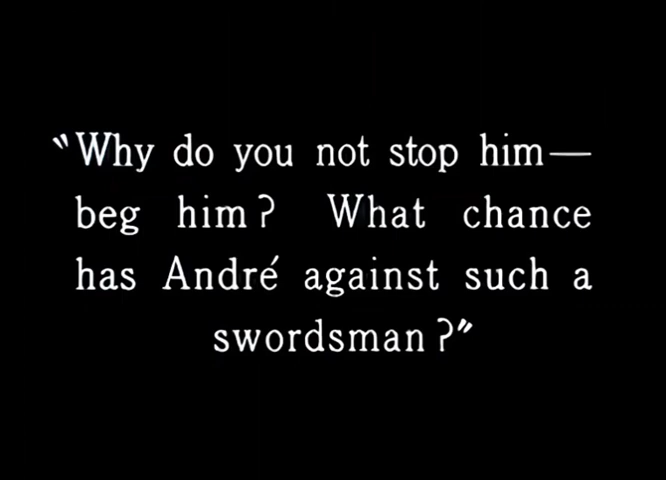 "Why do you not stop him—
beg him? What chance
has André against such a
swordsman?"